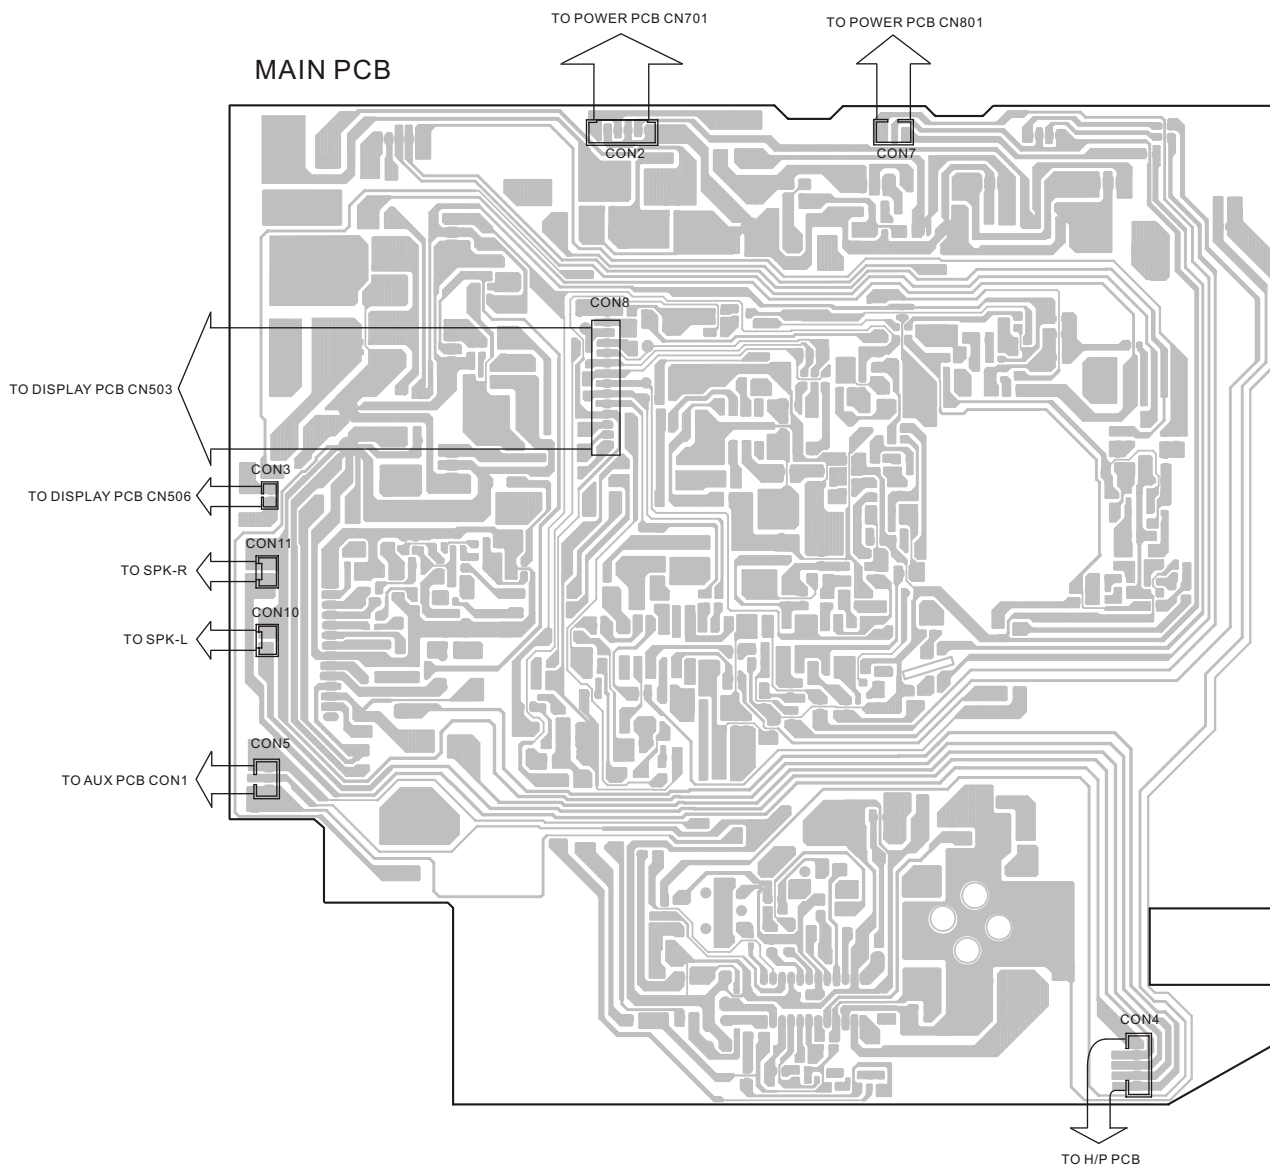 TO POWER PCB CN701
TO POWER PCB CN801
MAIN PCB
CON2
CON7
CON8
TO DISPLAY PCB CN503
CON3
TO DISPLAY PCB CN506
CON11
TO SPK-R
CON10
TO SPK-L
CON5
TO AUX PCB CON1
CON4
TO H/P PCB